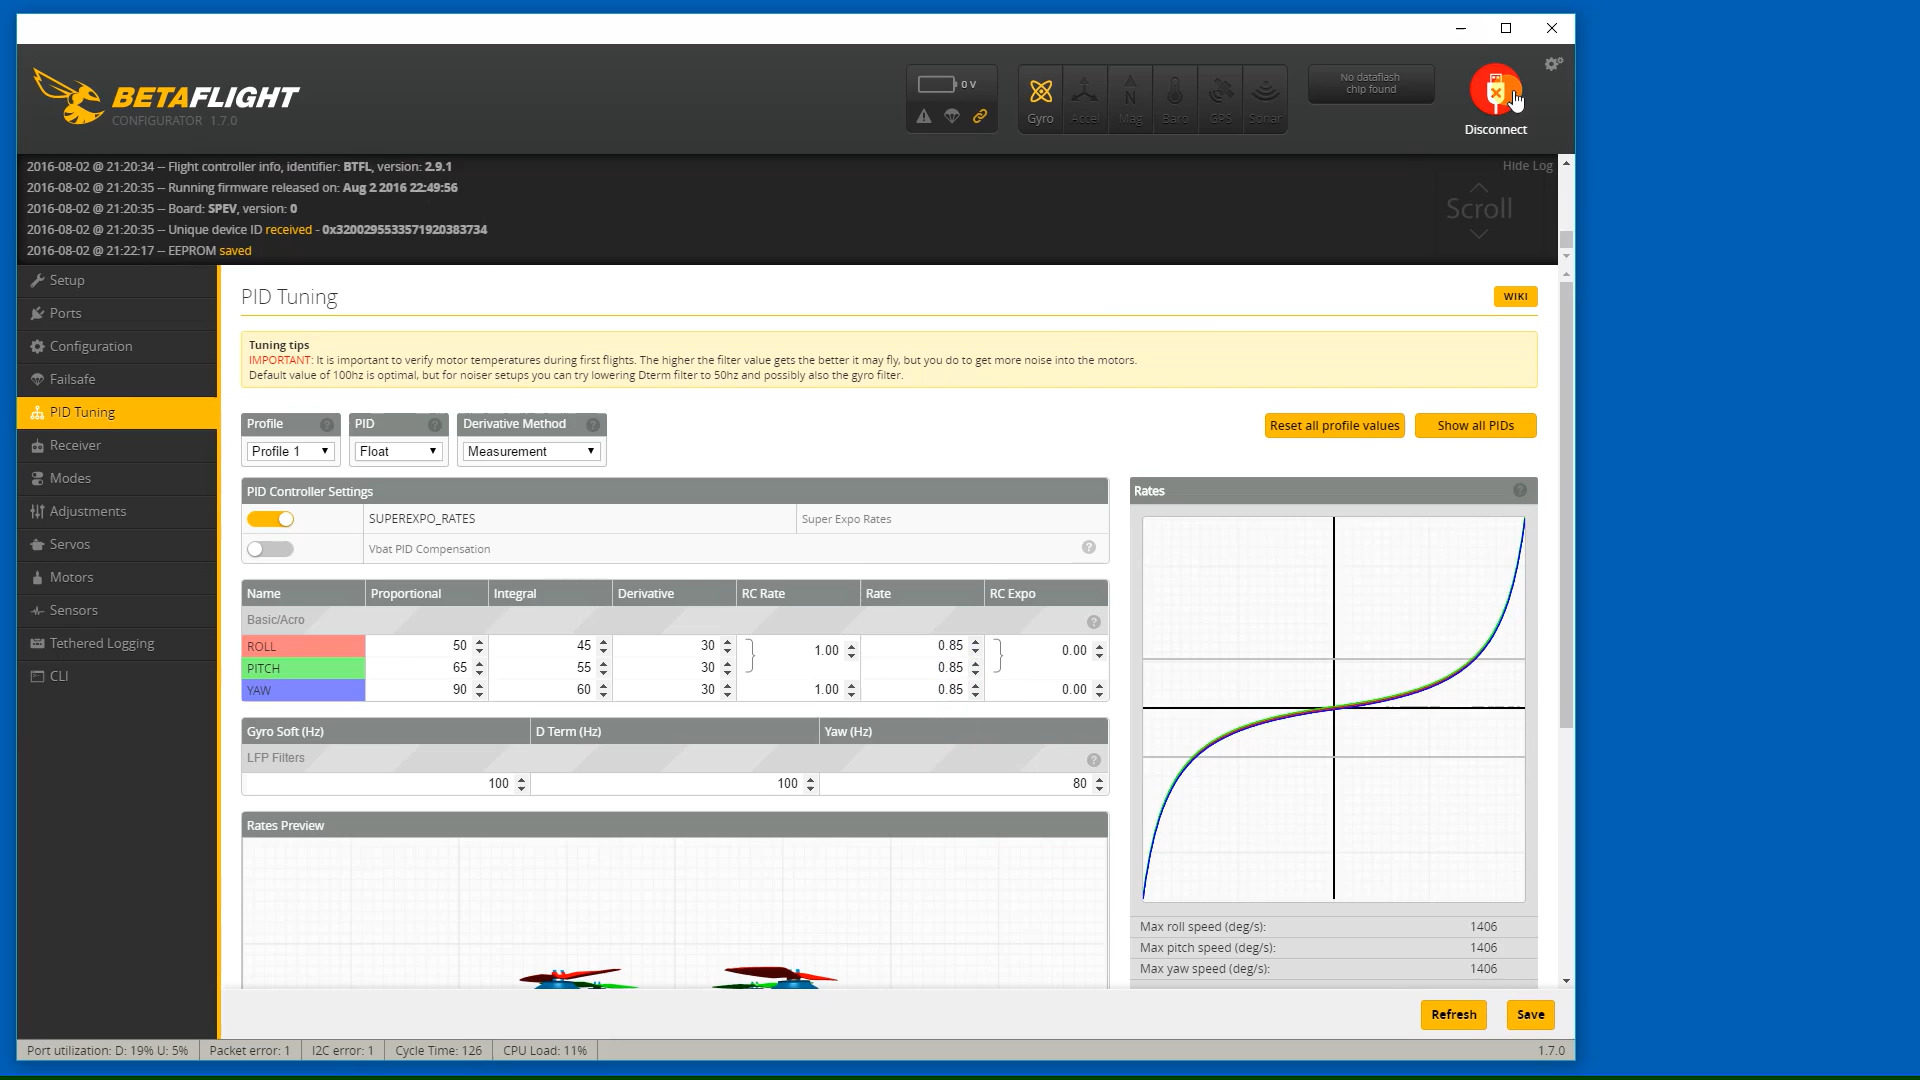 BETAFLIGHT
CONFIGURATOR 1.7.0
0 V
Gyro
Accel
Mag
Baro
GPS
Sonar
No dataflash
chip found
Disconnect
2016-08-02 @ 21:20:34 -- Flight controller info, identifier: BTFL, version: 2.9.1
2016-08-02 @ 21:20:35 -- Running firmware released on: Aug 2 2016 22:49:56
2016-08-02 @ 21:20:35 -- Board: SPEV, version: 0
2016-08-02 @ 21:20:35 -- Unique device ID received - 0x3200295533571920383734
2016-08-02 @ 21:22:17 -- EEPROM saved
Hide Log
Scroll
Setup
Ports
Configuration
Failsafe
PID Tuning
Receiver
Modes
Adjustments
Servos
Motors
Sensors
Tethered Logging
CLI
PID Tuning
WIKI
Tuning tips
IMPORTANT: It is important to verify motor temperatures during first flights. The higher the filter value gets the better it may fly, but you do to get more noise into the motors.
Default value of 100hz is optimal, but for noiser setups you can try lowering Dterm filter to 50hz and possibly also the gyro filter.
Profile ? PID ? Derivative Method ?
Profile 1 Float Measurement
Reset all profile values
Show all PIDs
PID Controller Settings
SUPEREXPO_RATES Super Expo Rates
Vbat PID Compensation ?
Name Proportional Integral Derivative RC Rate Rate RC Expo
Basic/Acro ?
ROLL 50 45 30 1.00 0.85 0.00
PITCH 65 55 30 0.85
YAW 90 60 30 1.00 0.85 0.00
Gyro Soft (Hz) D Term (Hz) Yaw (Hz)
LFP Filters ?
100 100 80
Rates Preview
Rates ?
Max roll speed (deg/s): 1406
Max pitch speed (deg/s): 1406
Max yaw speed (deg/s): 1406
Refresh
Save
Port utilization: D: 19% U: 5% Packet error: 1 I2C error: 1 Cycle Time: 126 CPU Load: 11% 1.7.0